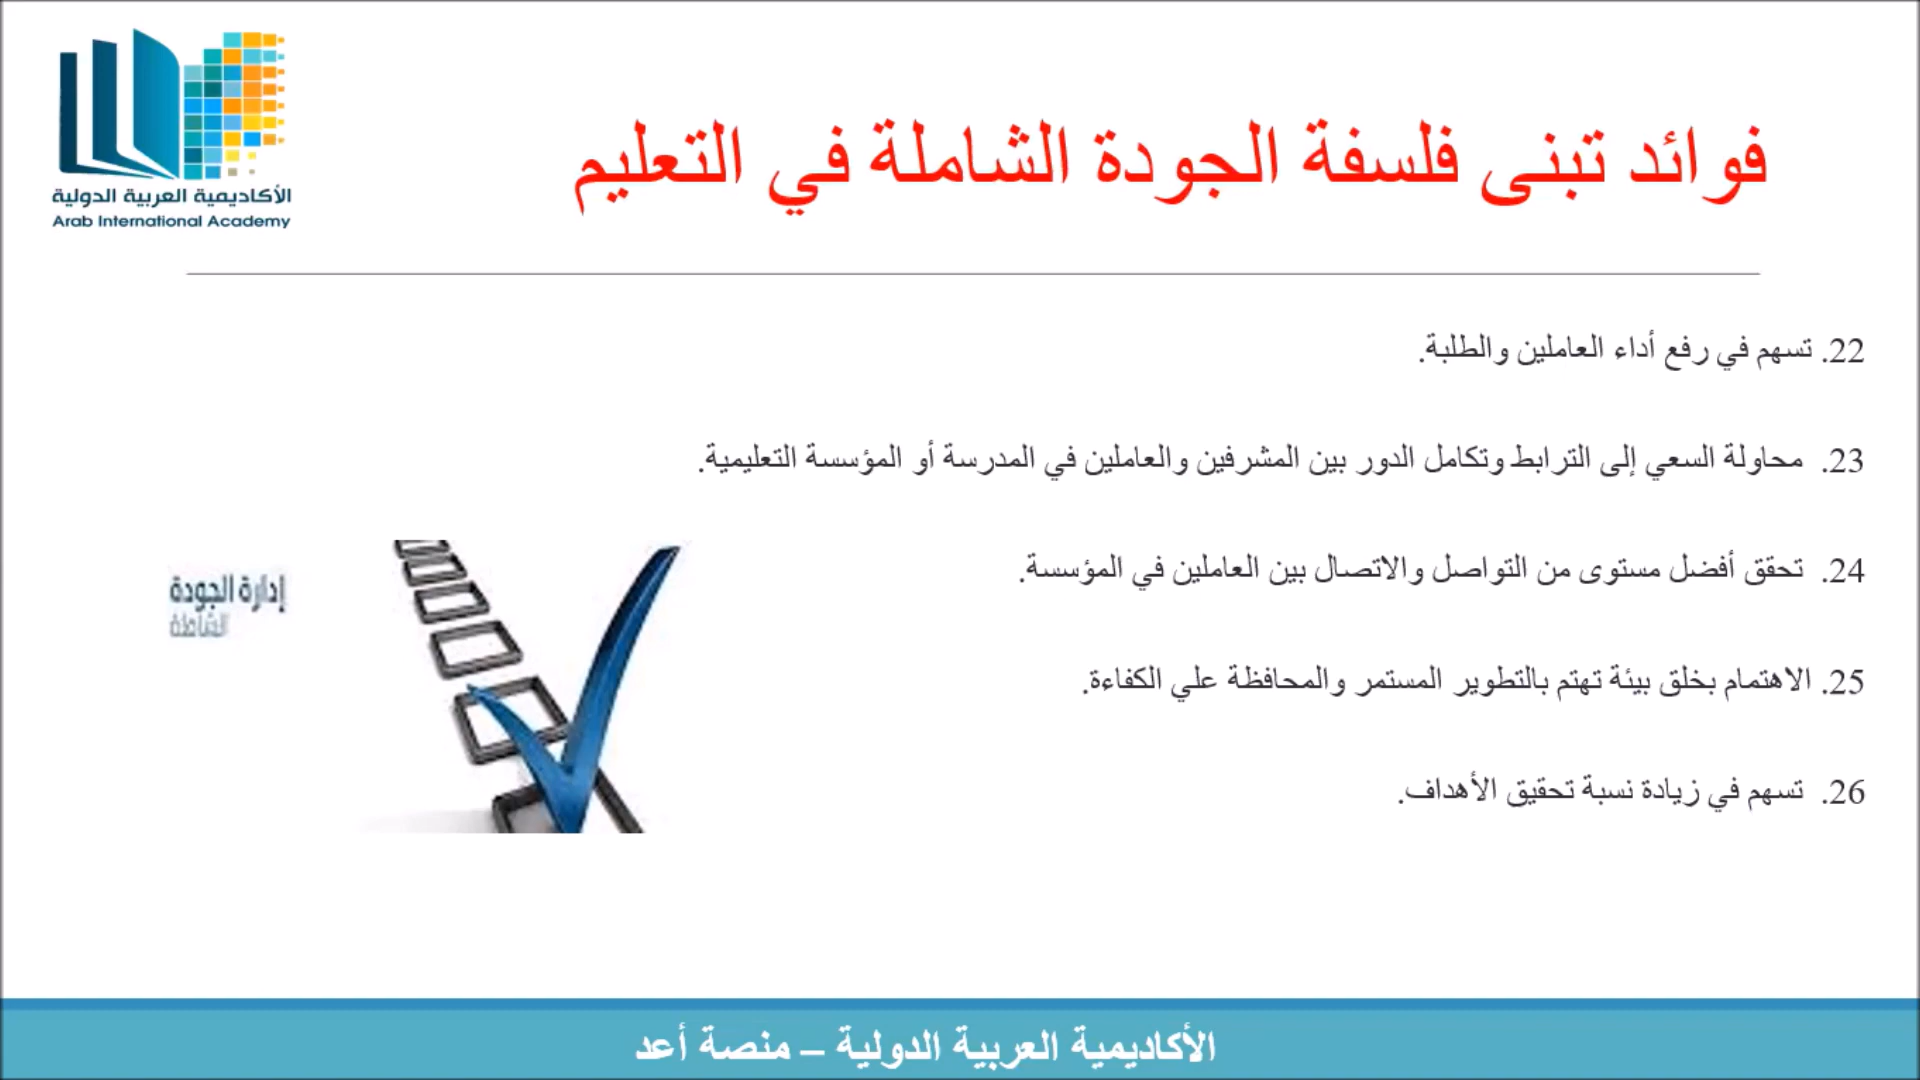 الأكاديمية العربية الدولية
Arab International Academy
فوائد تبنى فلسفة الجودة الشاملة في التعليم
22. تسهم في رفع أداء العاملين والطلبة.
23. محاولة السعي إلى الترابط وتكامل الدور بين المشرفين والعاملين في المدرسة أو المؤسسة التعليمية.
24. تحقق أفضل مستوى من التواصل والاتصال بين العاملين في المؤسسة.
25. الاهتمام بخلق بيئة تهتم بالتطوير المستمر والمحافظة علي الكفاءة.
26. تسهم في زيادة نسبة تحقيق الأهداف.
إدارة الجودة
الشاملة
الأكاديمية العربية الدولية – منصة أعد